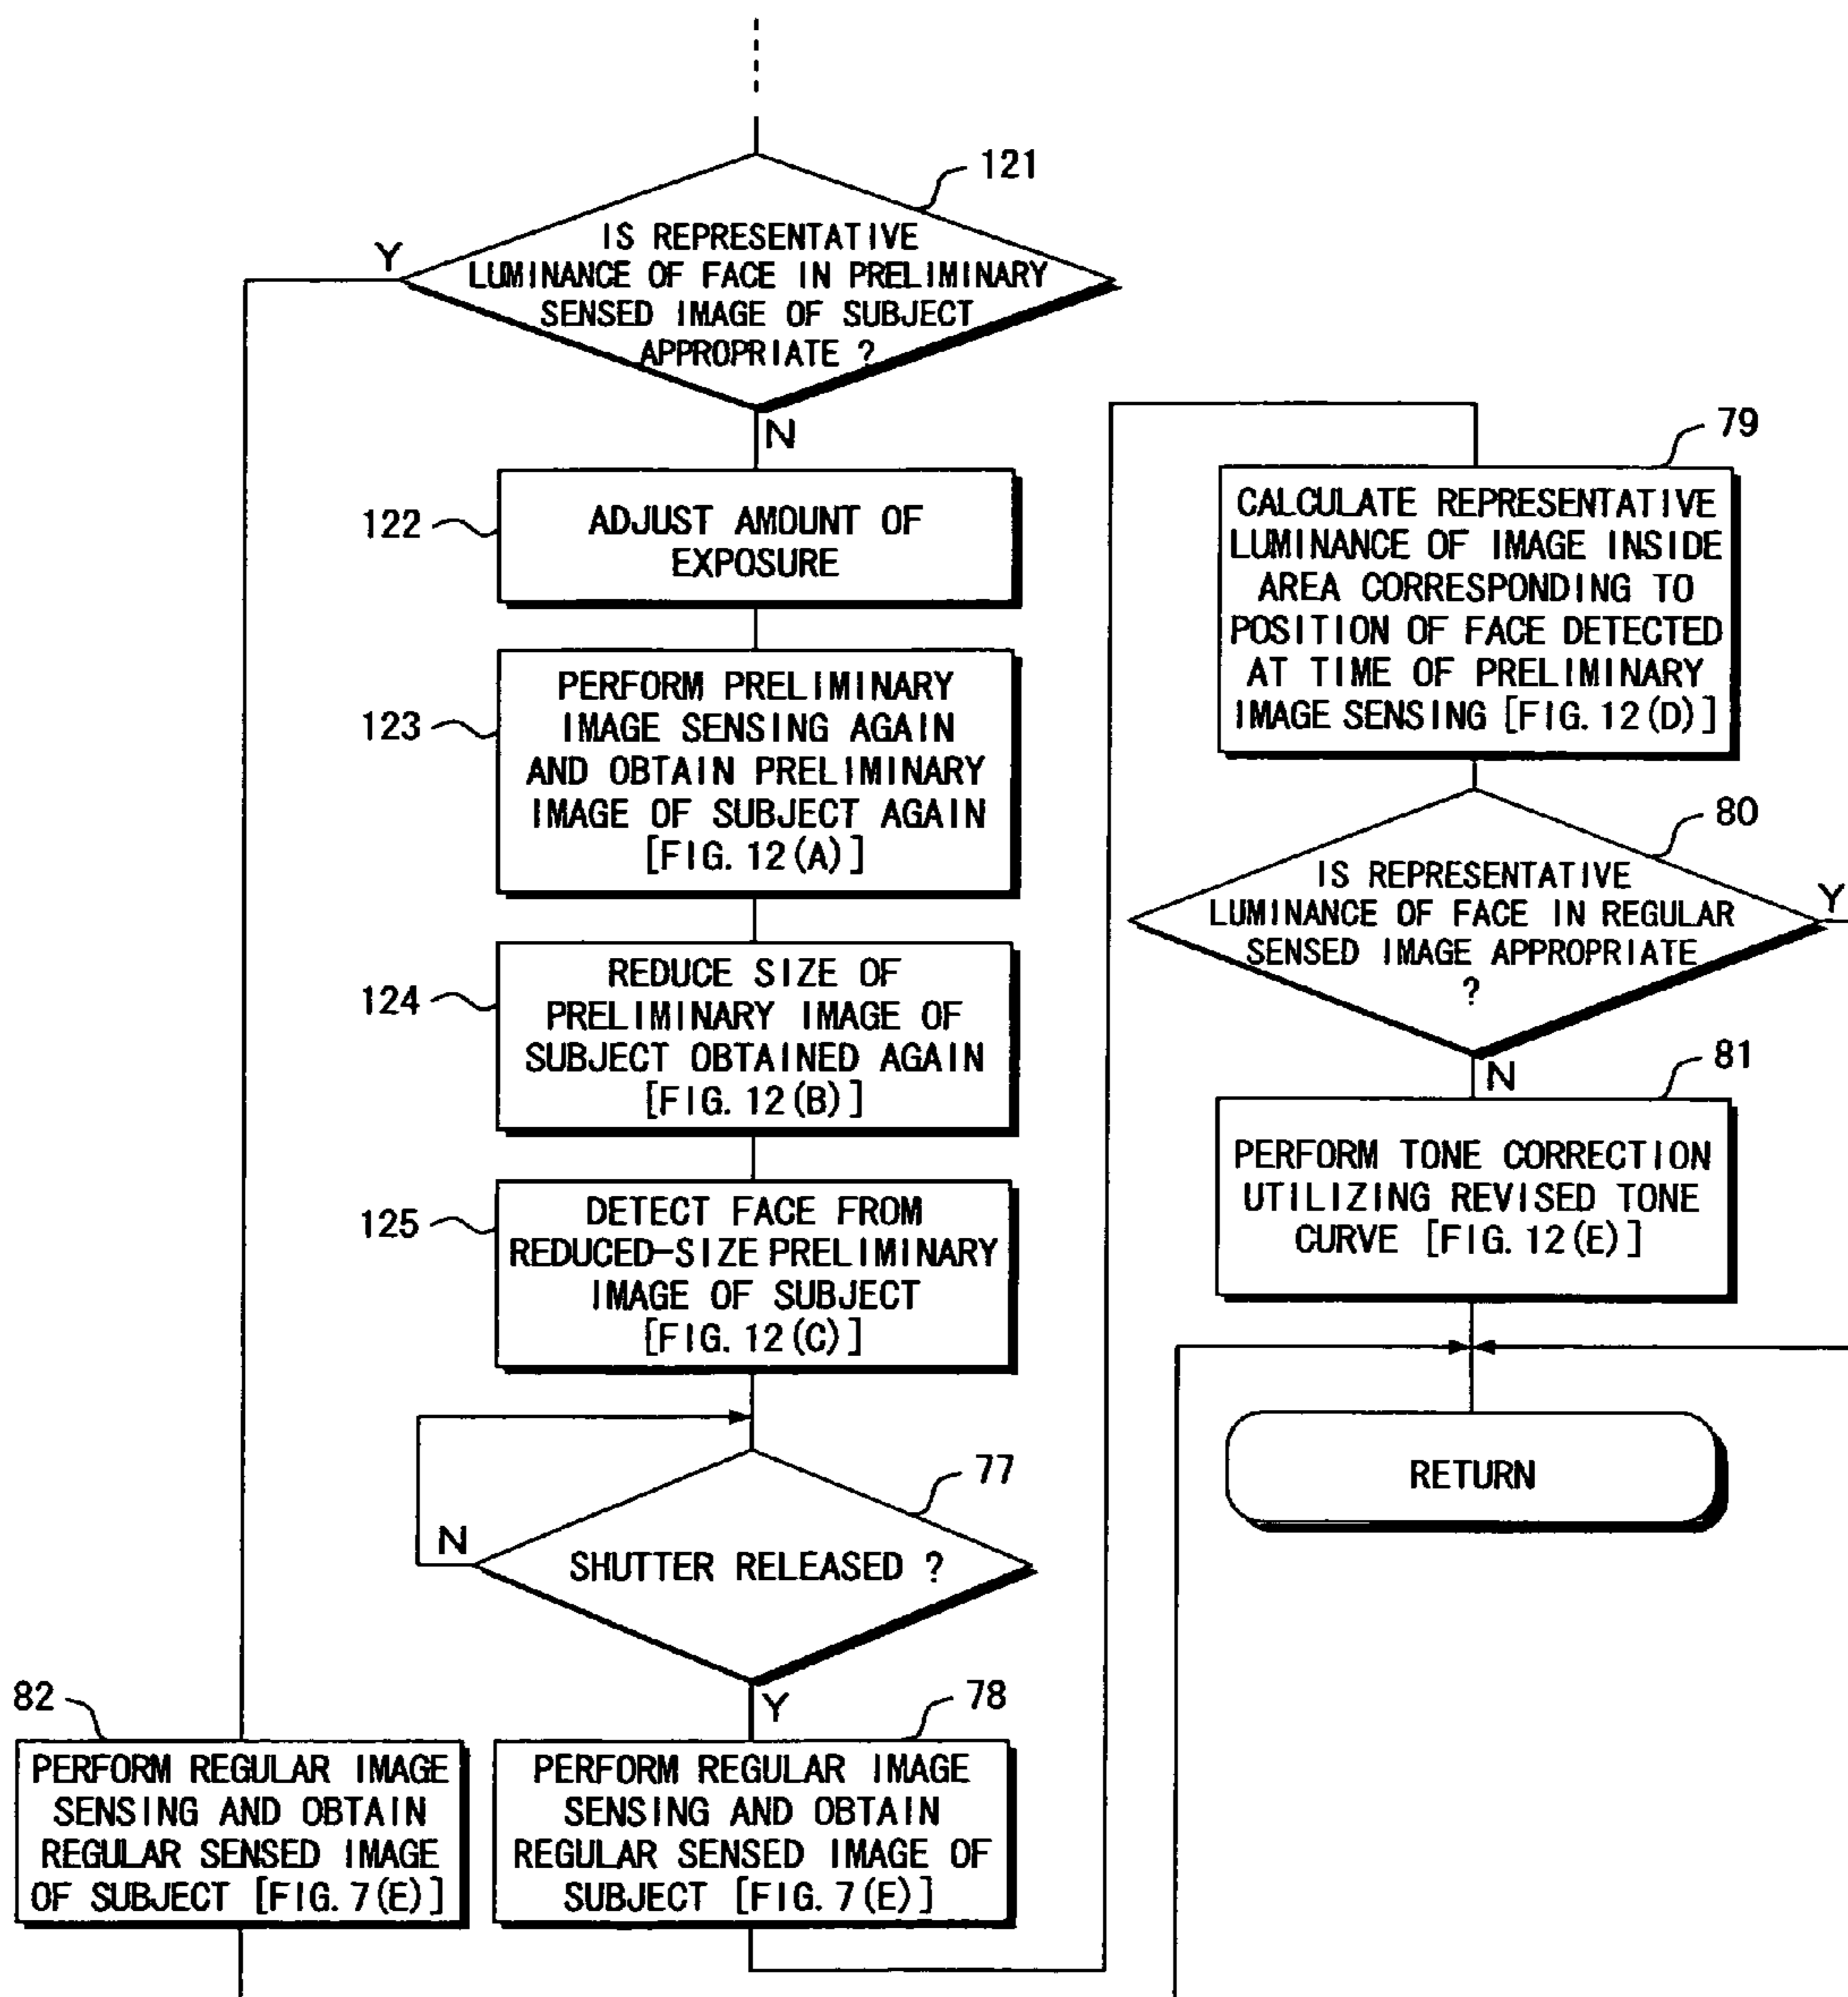 121
IS REPRESENTATIVE
LUMINANCE OF FACE IN PRELIMINARY
SENSED IMAGE OF SUBJECT
APPROPRIATE ?
Y
N
122
ADJUST AMOUNT OF
EXPOSURE
123
PERFORM PRELIMINARY
IMAGE SENSING AGAIN
AND OBTAIN PRELIMINARY
IMAGE OF SUBJECT AGAIN
[FIG. 12 (A)]
124
REDUCE SIZE OF
PRELIMINARY IMAGE OF
SUBJECT OBTAINED AGAIN
[FIG. 12 (B)]
125
DETECT FACE FROM
REDUCED-SIZE PRELIMINARY
IMAGE OF SUBJECT
[FIG. 12 (C)]
77
SHUTTER RELEASED ?
N
Y
82
PERFORM REGULAR IMAGE
SENSING AND OBTAIN
REGULAR SENSED IMAGE
OF SUBJECT [FIG. 7 (E)]
78
PERFORM REGULAR IMAGE
SENSING AND OBTAIN
REGULAR SENSED IMAGE OF
SUBJECT [FIG. 7 (E)]
79
CALCULATE REPRESENTATIVE
LUMINANCE OF IMAGE INSIDE
AREA CORRESPONDING TO
POSITION OF FACE DETECTED
AT TIME OF PRELIMINARY
IMAGE SENSING [FIG. 12 (D)]
80
IS REPRESENTATIVE
LUMINANCE OF FACE IN REGULAR
SENSED IMAGE APPROPRIATE
?
Y
N
81
PERFORM TONE CORRECTION
UTILIZING REVISED TONE
CURVE [FIG. 12 (E)]
RETURN